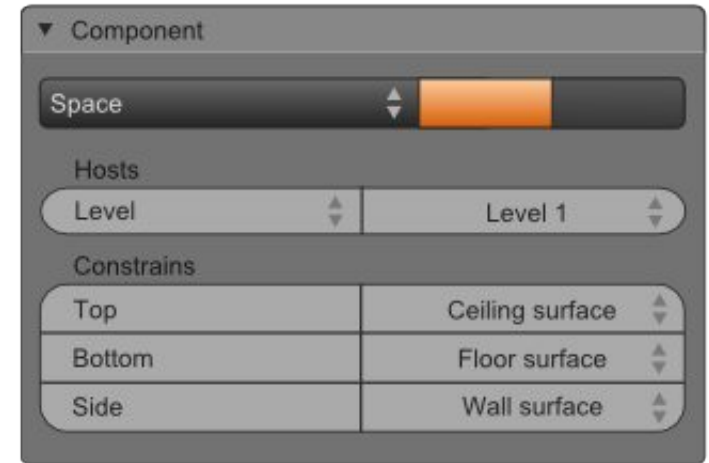 Component
Space
Hosts
Level Level 1
Constrains
Top Ceiling surface
Bottom Floor surface
Side Wall surface